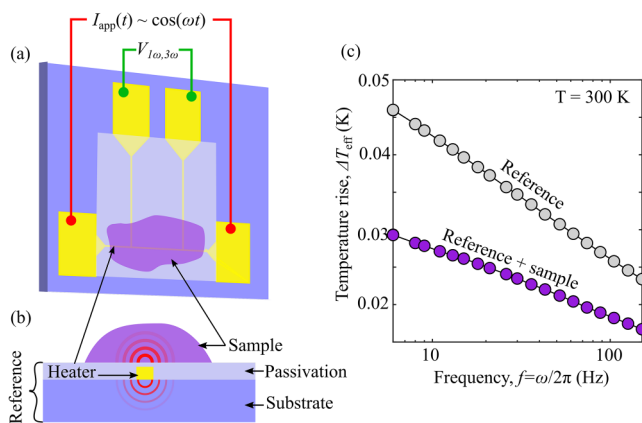 I_app(t) ~ cos(ωt)
V_1ω,3ω
(a)
(b)
Sample
Reference
Heater
Passivation
Substrate
(c)
T = 300 K
Temperature rise, ΔT_eff (K)
0.05
0.04
0.03
0.02
Reference
Reference + sample
10
100
Frequency, f=ω/2π (Hz)